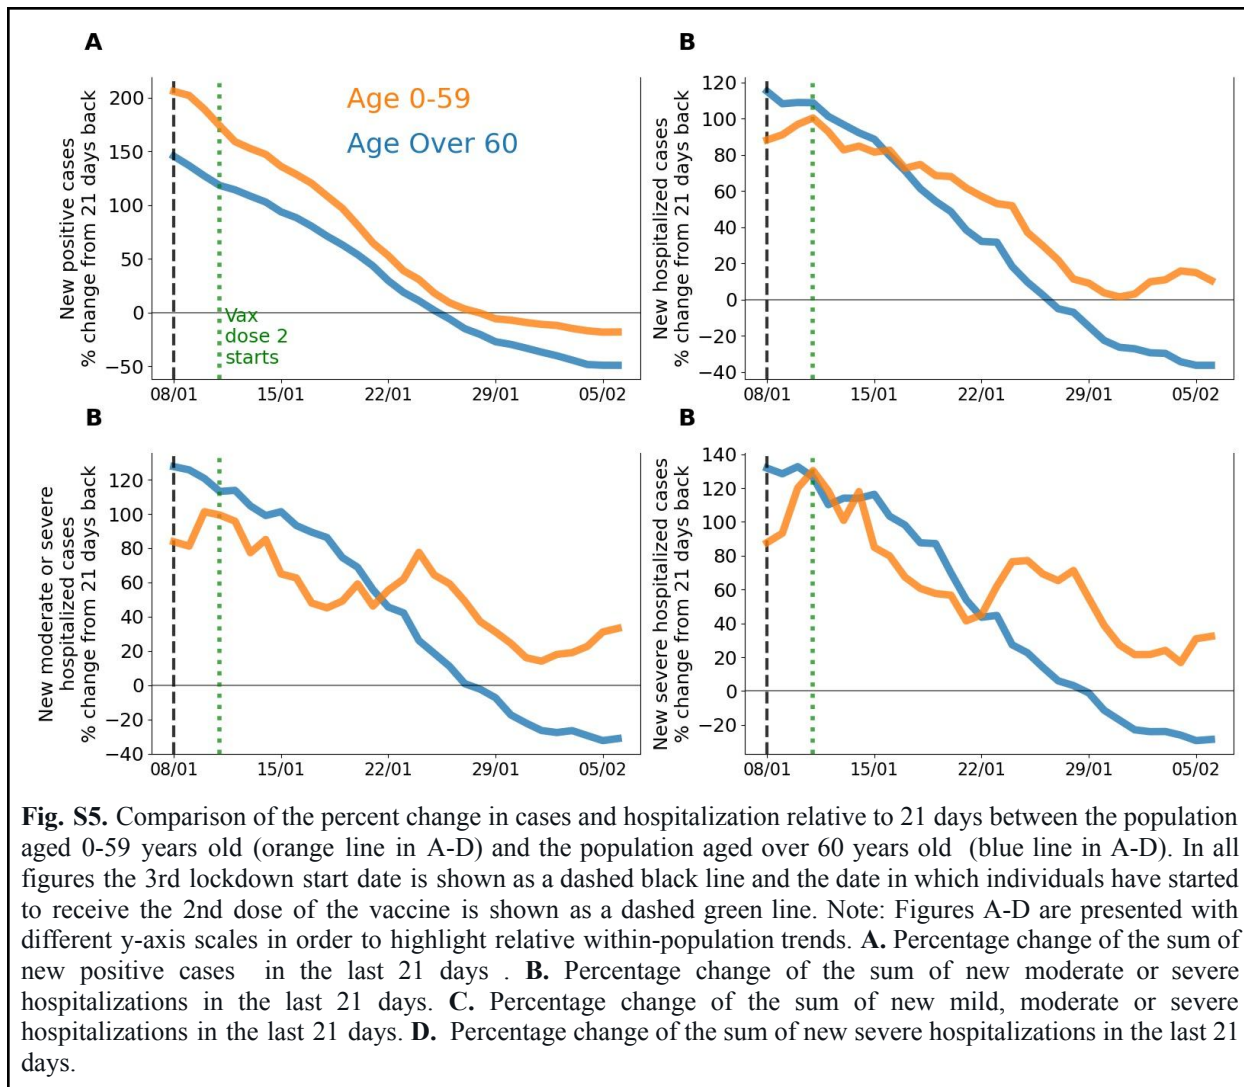 A
New positive cases
% change from 21 days back
200
150
100
50
0
−50
Age 0-59
Age Over 60
Vax
dose 2
starts
08/01 15/01 22/01 29/01 05/02
B
New hospitalized cases
% change from 21 days back
120
100
80
60
40
20
0
−20
−40
08/01 15/01 22/01 29/01 05/02
B
New moderate or severe
hospitalized cases
% change from 21 days back
120
100
80
60
40
20
0
−20
−40
08/01 15/01 22/01 29/01 05/02
B
New severe hospitalized cases
% change from 21 days back
140
120
100
80
60
40
20
0
−20
08/01 15/01 22/01 29/01 05/02
Fig. S5. Comparison of the percent change in cases and hospitalization relative to 21 days between the population
aged 0-59 years old (orange line in A-D) and the population aged over 60 years old (blue line in A-D). In all
figures the 3rd lockdown start date is shown as a dashed black line and the date in which individuals have started
to receive the 2nd dose of the vaccine is shown as a dashed green line. Note: Figures A-D are presented with
different y-axis scales in order to highlight relative within-population trends. A. Percentage change of the sum of
new positive cases in the last 21 days . B. Percentage change of the sum of new moderate or severe
hospitalizations in the last 21 days. C. Percentage change of the sum of new mild, moderate or severe
hospitalizations in the last 21 days. D. Percentage change of the sum of new severe hospitalizations in the last 21
days.